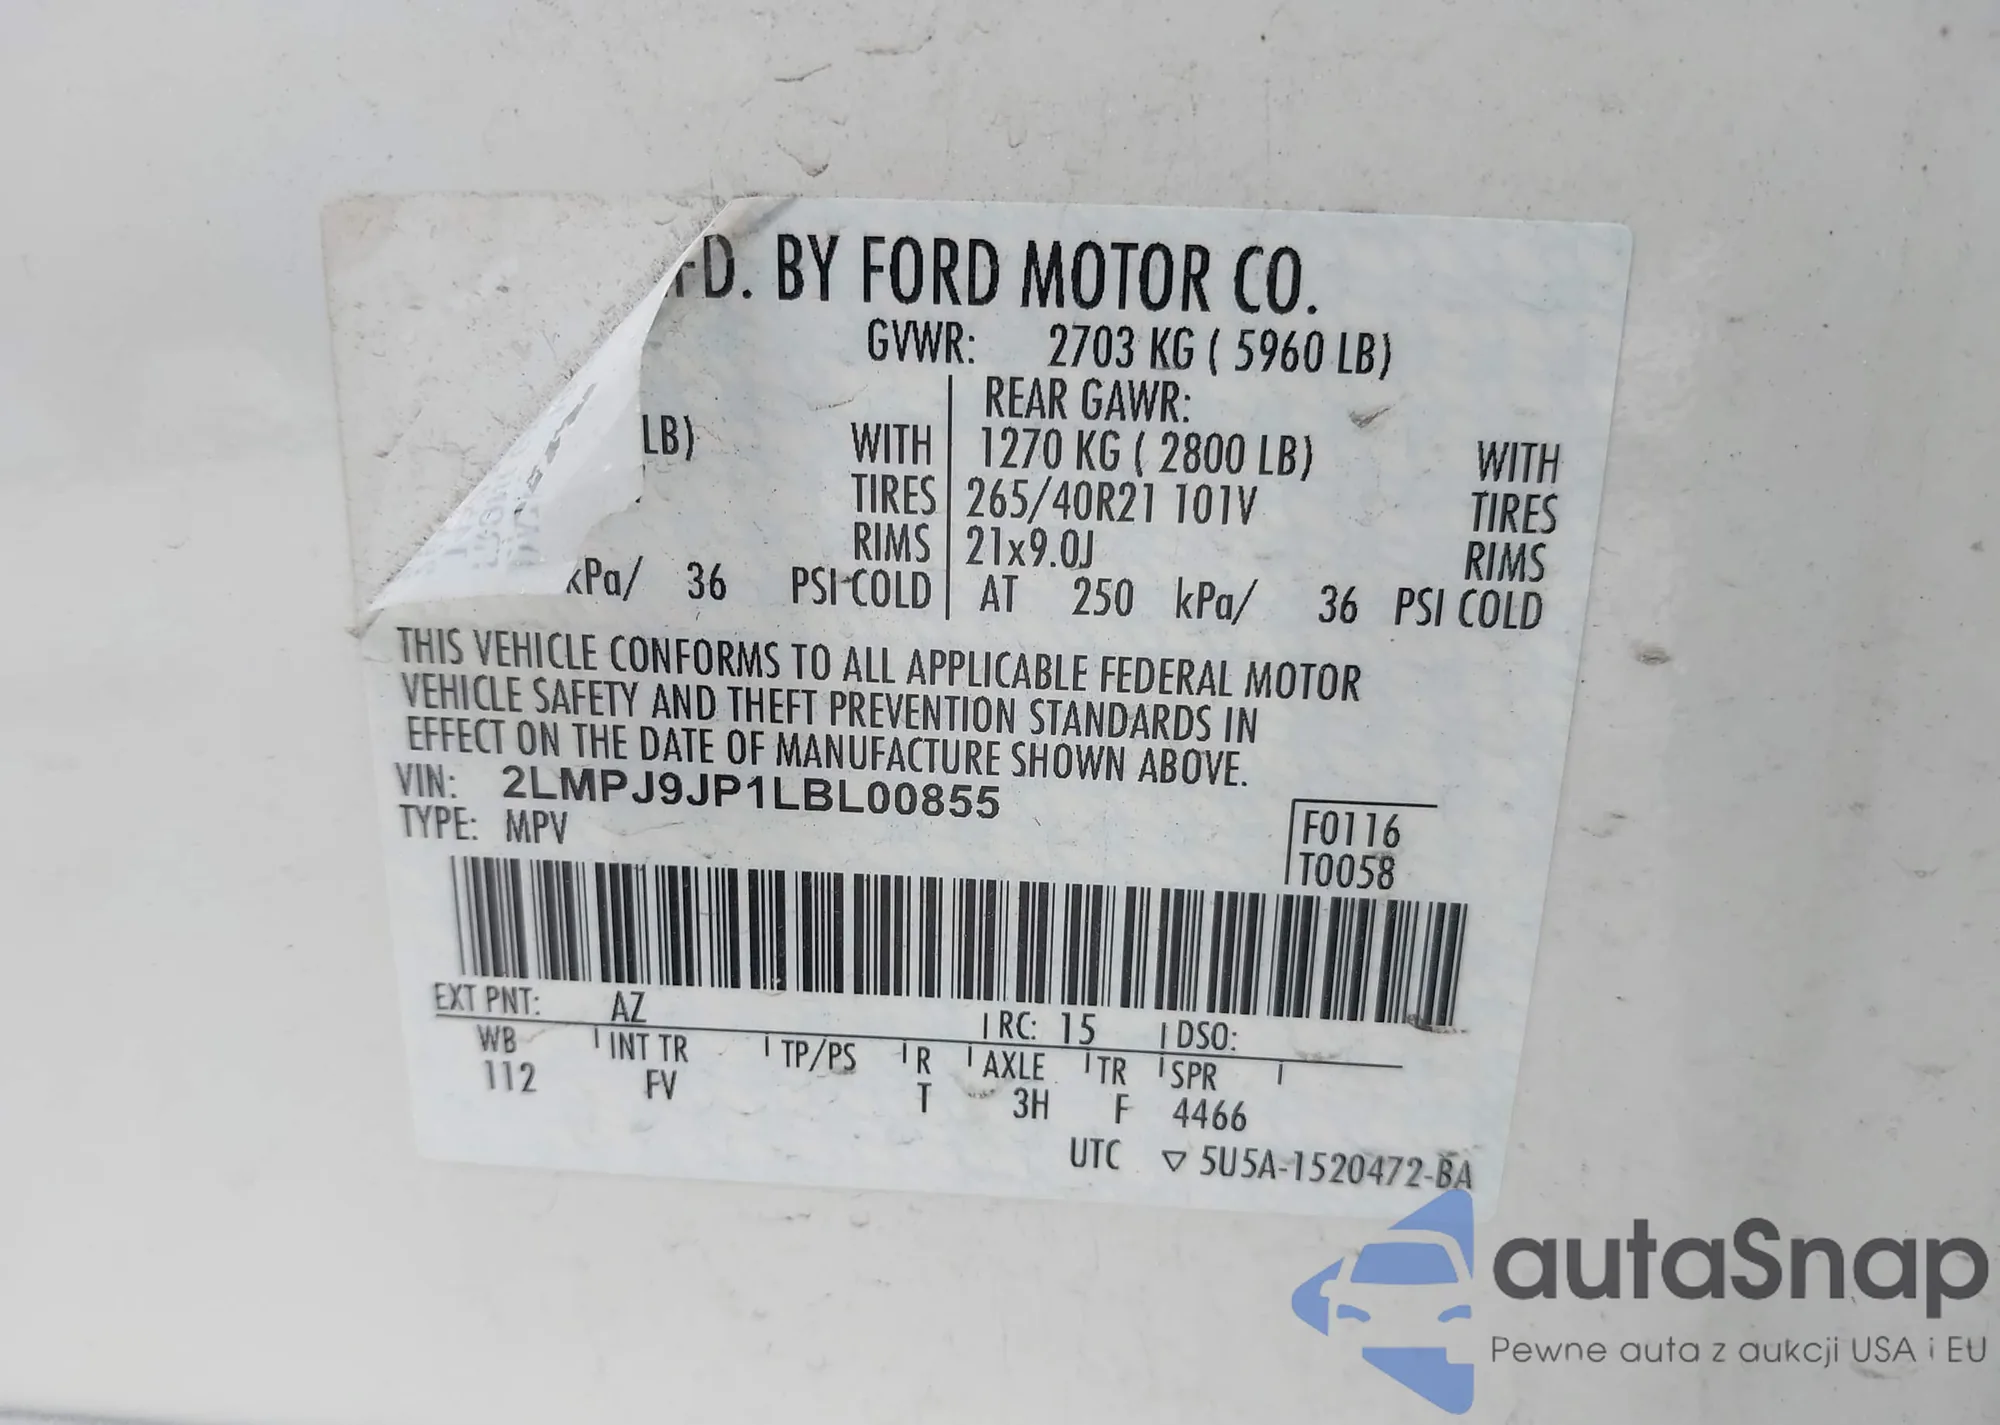 FD. BY FORD MOTOR CO.
GVWR: 2703 KG ( 5960 LB)
REAR GAWR:
LB) WITH 1270 KG ( 2800 LB) WITH
TIRES 265/40R21 101V TIRES
RIMS 21x9.0J RIMS
kPa/ 36 PSI COLD AT 250 kPa/ 36 PSI COLD
THIS VEHICLE CONFORMS TO ALL APPLICABLE FEDERAL MOTOR
VEHICLE SAFETY AND THEFT PREVENTION STANDARDS IN
EFFECT ON THE DATE OF MANUFACTURE SHOWN ABOVE.
VIN: 2LMPJ9JP1LBL00855
TYPE: MPV
F0116
T0058
EXT PNT: AZ RC: 15 DSO:
WB INT TR TP/PS R AXLE TR SPR
112 FV T 3H F 4466
UTC ▽ 5U5A-1520472-BA
autaSnap
Pewne auta z aukcji USA i EU